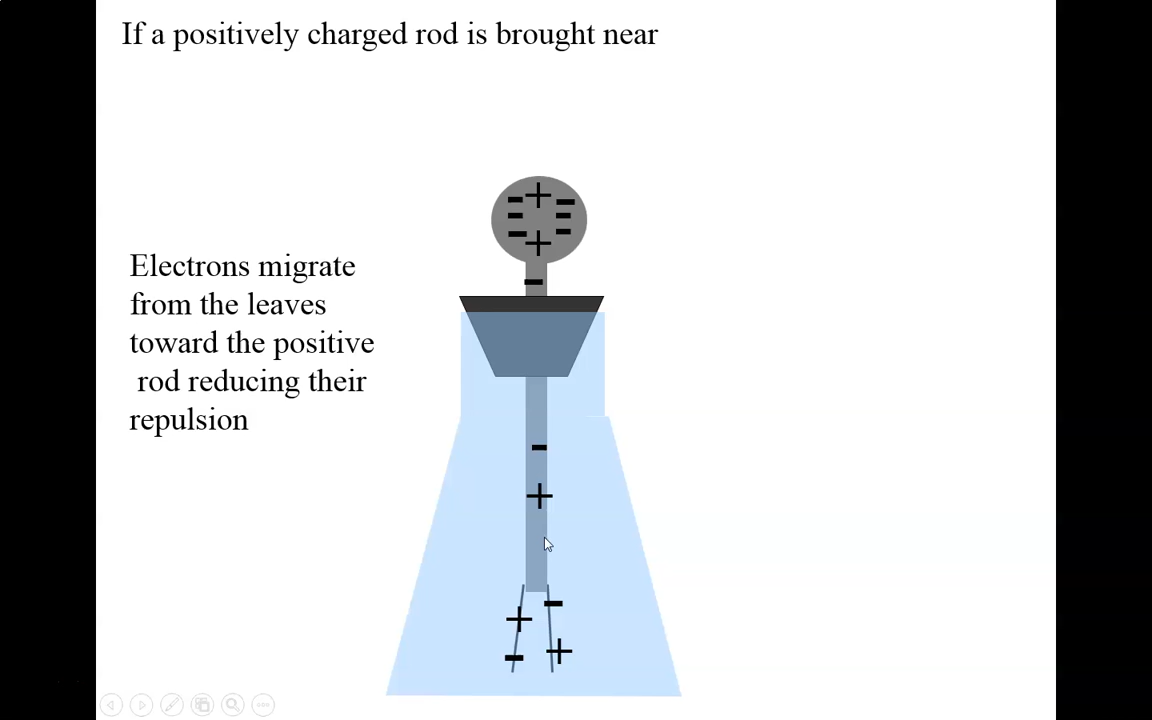 If a positively charged rod is brought near
Electrons migrate
from the leaves
toward the positive
rod reducing their
repulsion